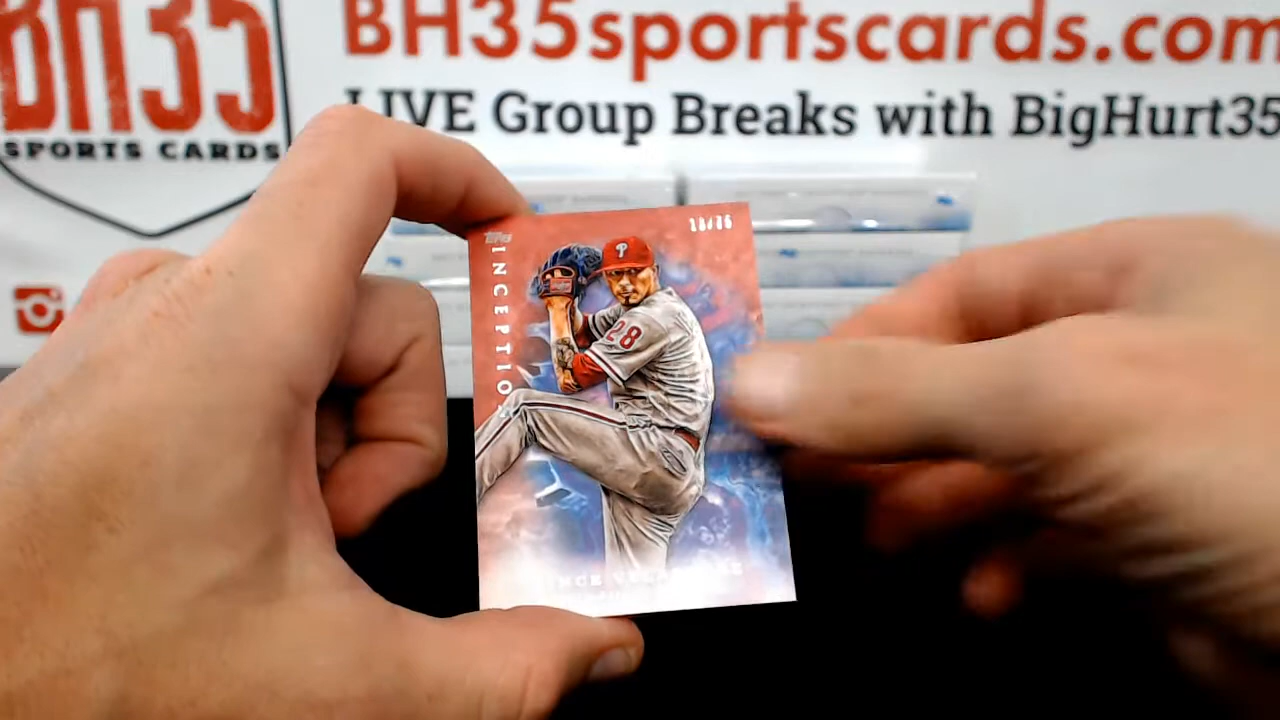 BH35
SPORTS CARDS
BH35sportscards.com
LIVE Group Breaks with BigHurt35
TOPPS
INCEPTION
P
28